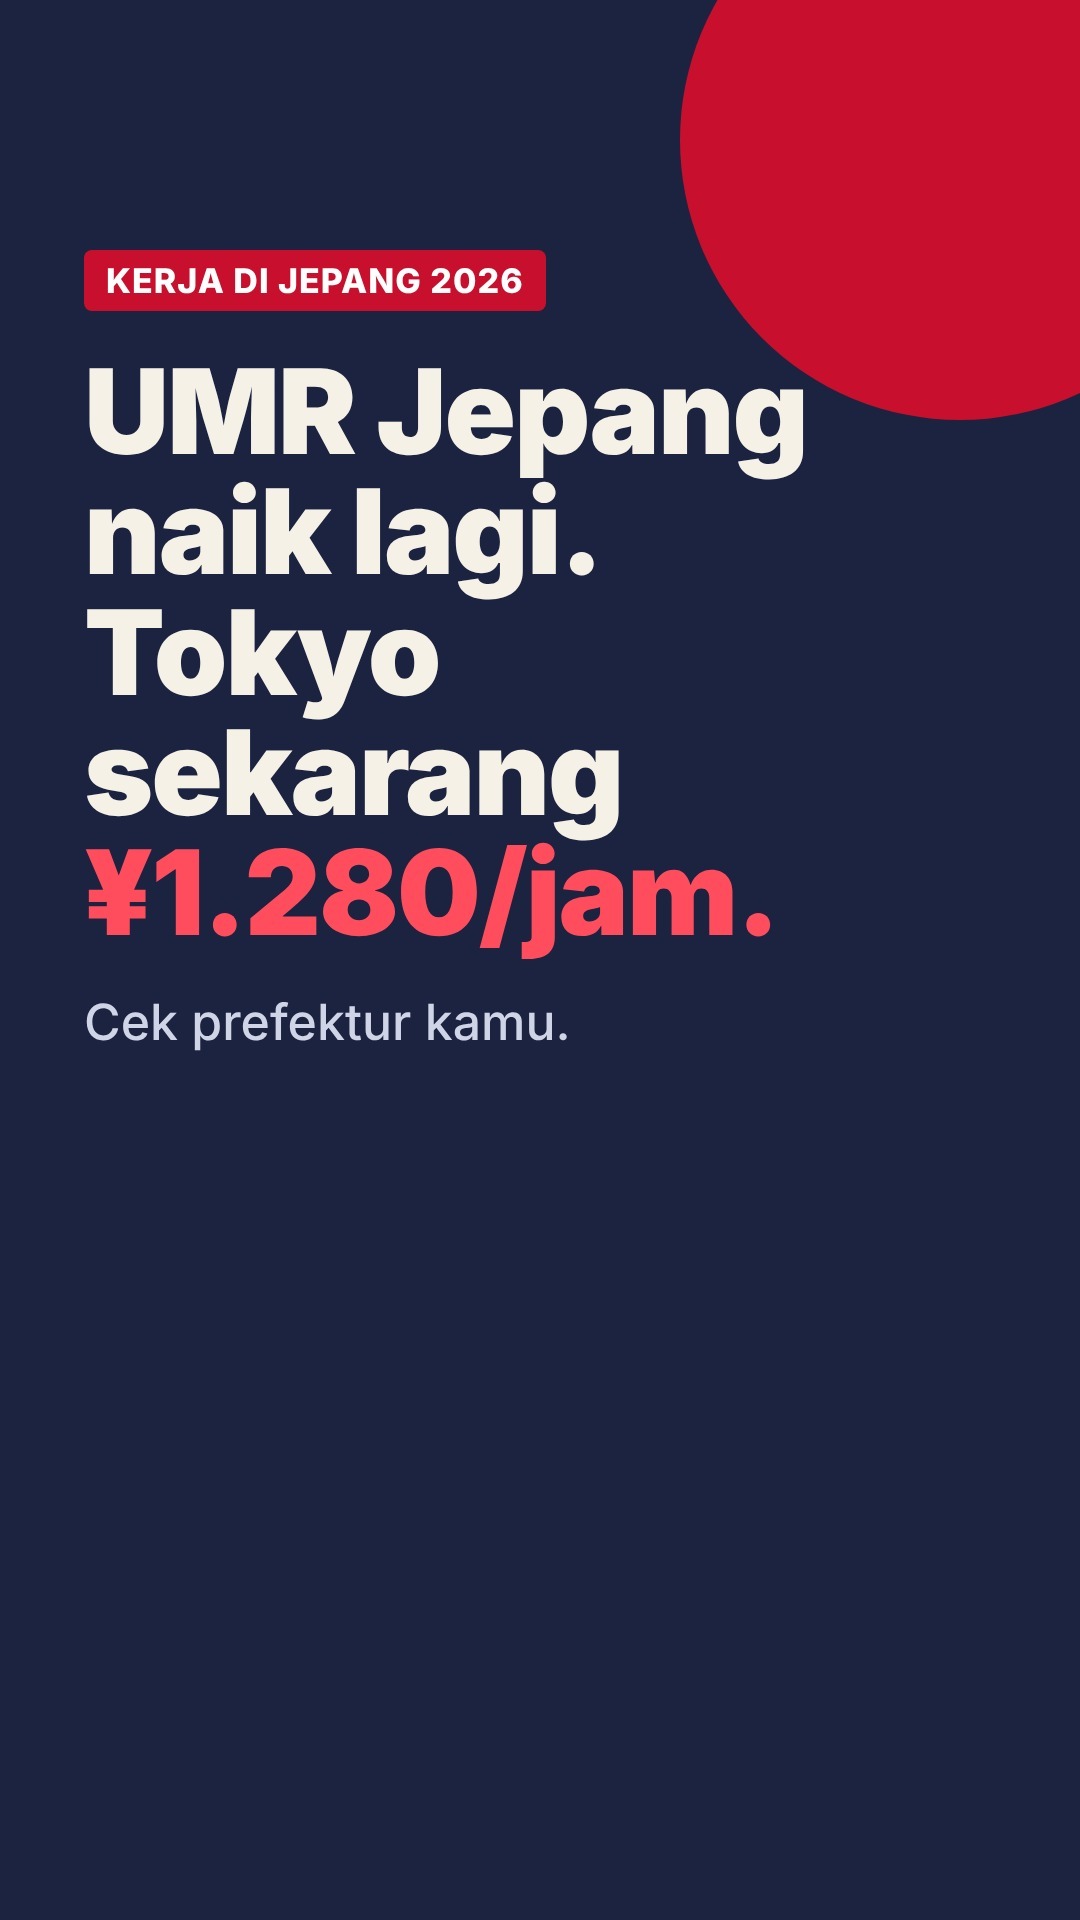 KERJA DI JEPANG 2026
UMR Jepang
naik lagi.
Tokyo
sekarang
¥1.280/jam.
Cek prefektur kamu.